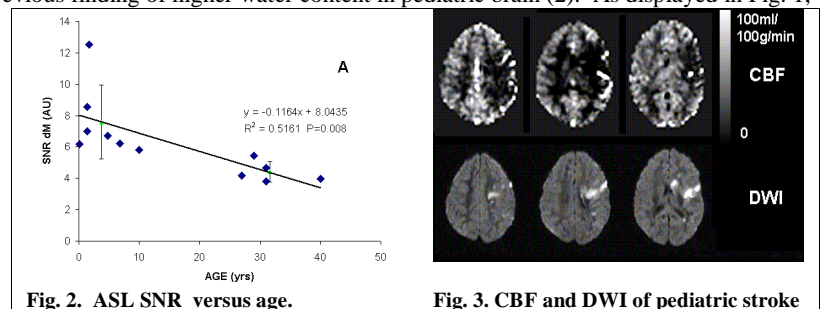 evious finding of higher water content in pediatric brain (2). As displayed in Fig. 1,
A
y = -0.1164x + 8.0435
R² = 0.5161 P=0.008
SNR dM (AU)
14
12
10
8
6
4
2
0
0 10 20 30 40 50
AGE (yrs)
Fig. 2. ASL SNR versus age.
100ml/
100g/min
CBF
0
DWI
Fig. 3. CBF and DWI of pediatric stroke